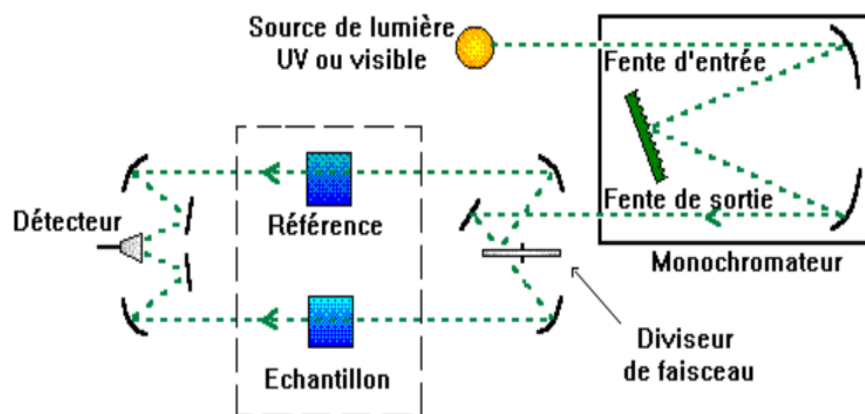 Source de lumière
UV ou visible
Fente d'entrée
Fente de sortie
Monochromateur
Détecteur
Référence
Echantillon
Diviseur
de faisceau